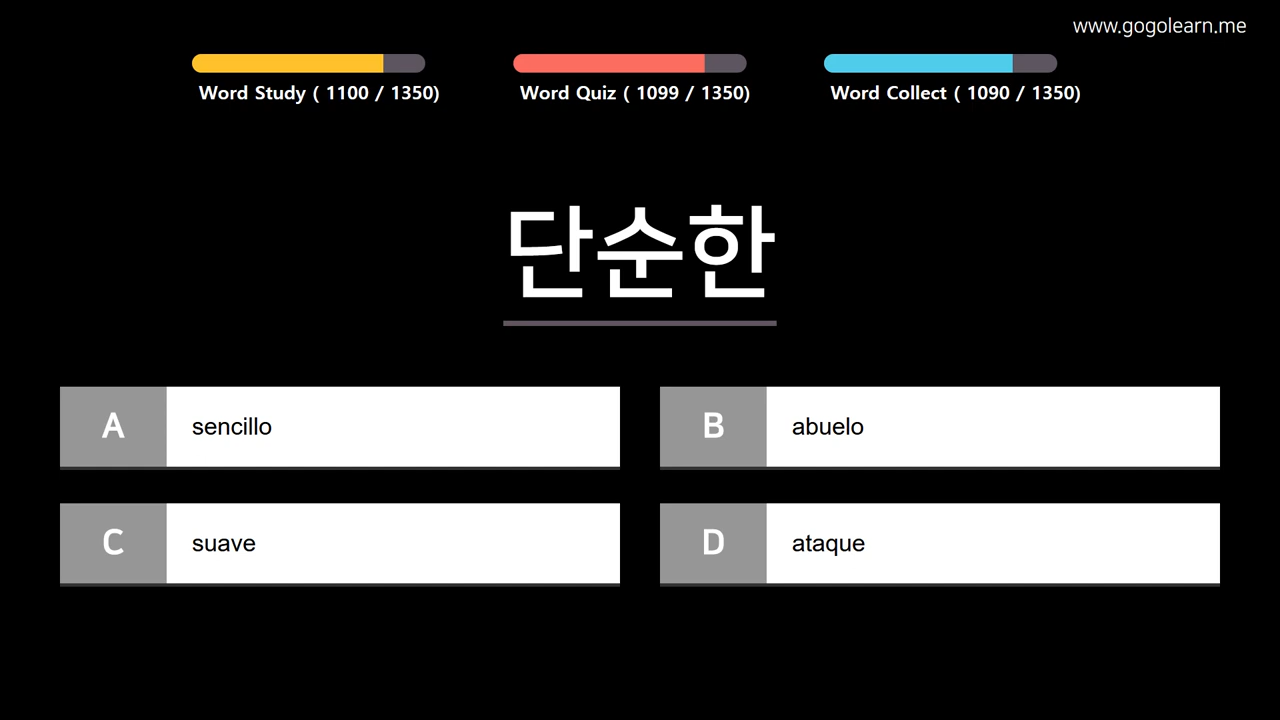 www.gogolearn.me
Word Study ( 1100 / 1350)
Word Quiz ( 1099 / 1350)
Word Collect ( 1090 / 1350)
단순한
A sencillo
B abuelo
C suave
D ataque